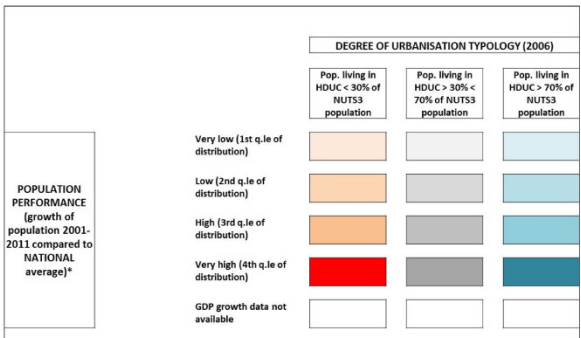 DEGREE OF URBANISATION TYPOLOGY (2006)
Pop. living in
HDUC < 30% of
NUTS3
population
Pop. living in
HDUC > 30% <
70% of NUTS3
population
Pop. living in
HDUC > 70% of
NUTS3
population
POPULATION
PERFORMANCE
(growth of
population 2001-
2011 compared to
NATIONAL
average)*
Very low (1st q.le of
distribution)
Low (2nd q.le of
distribution)
High (3rd q.le of
distribution)
Very high (4th q.le of
distribution)
GDP growth data not
available